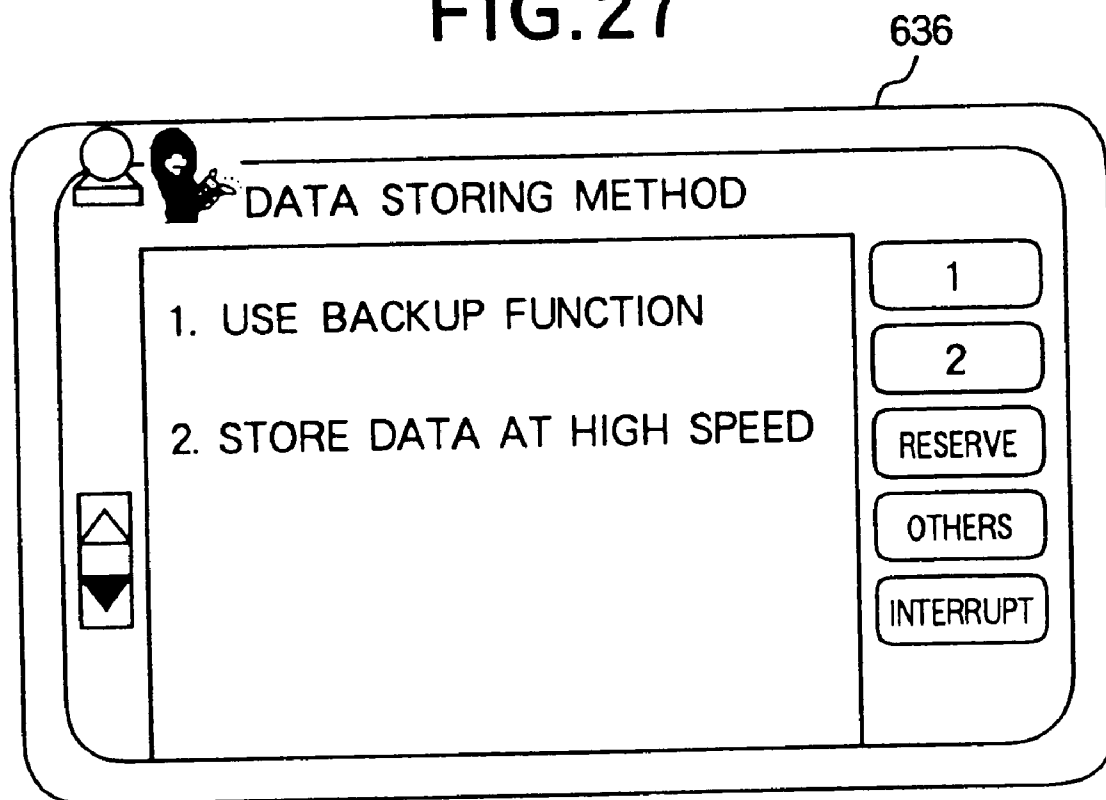 FIG.27
636
DATA STORING METHOD
1. USE BACKUP FUNCTION
2. STORE DATA AT HIGH SPEED
1
2
RESERVE
OTHERS
INTERRUPT